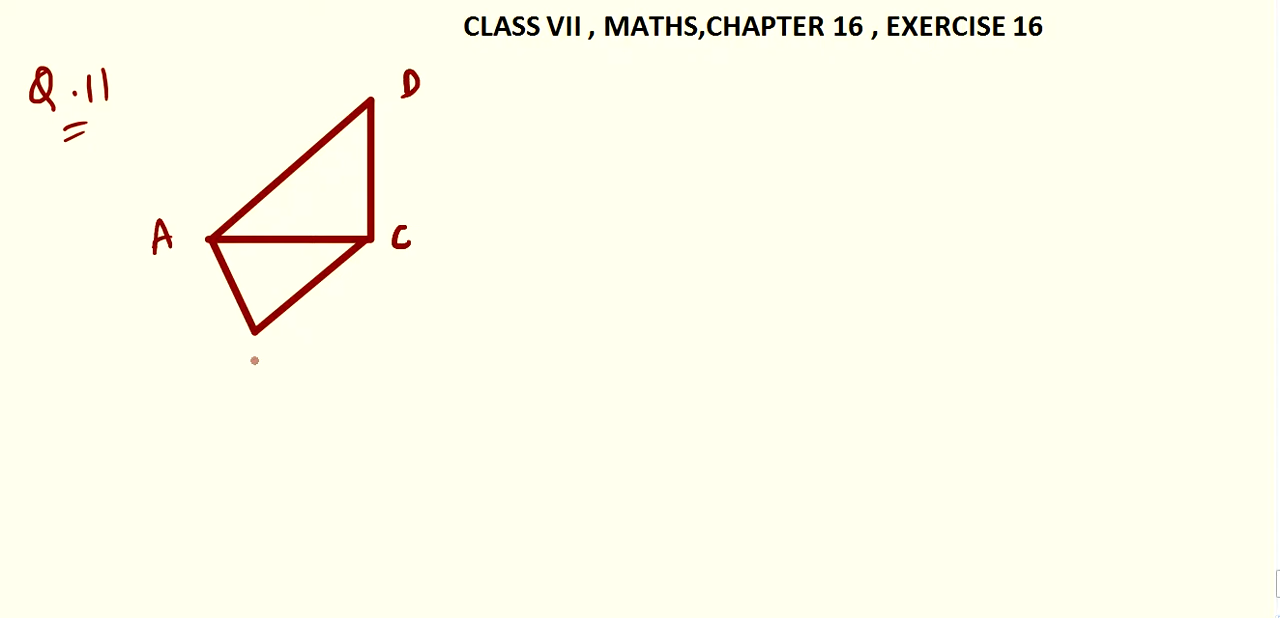 CLASS VII , MATHS,CHAPTER 16 , EXERCISE 16
Q.11
D
A
C